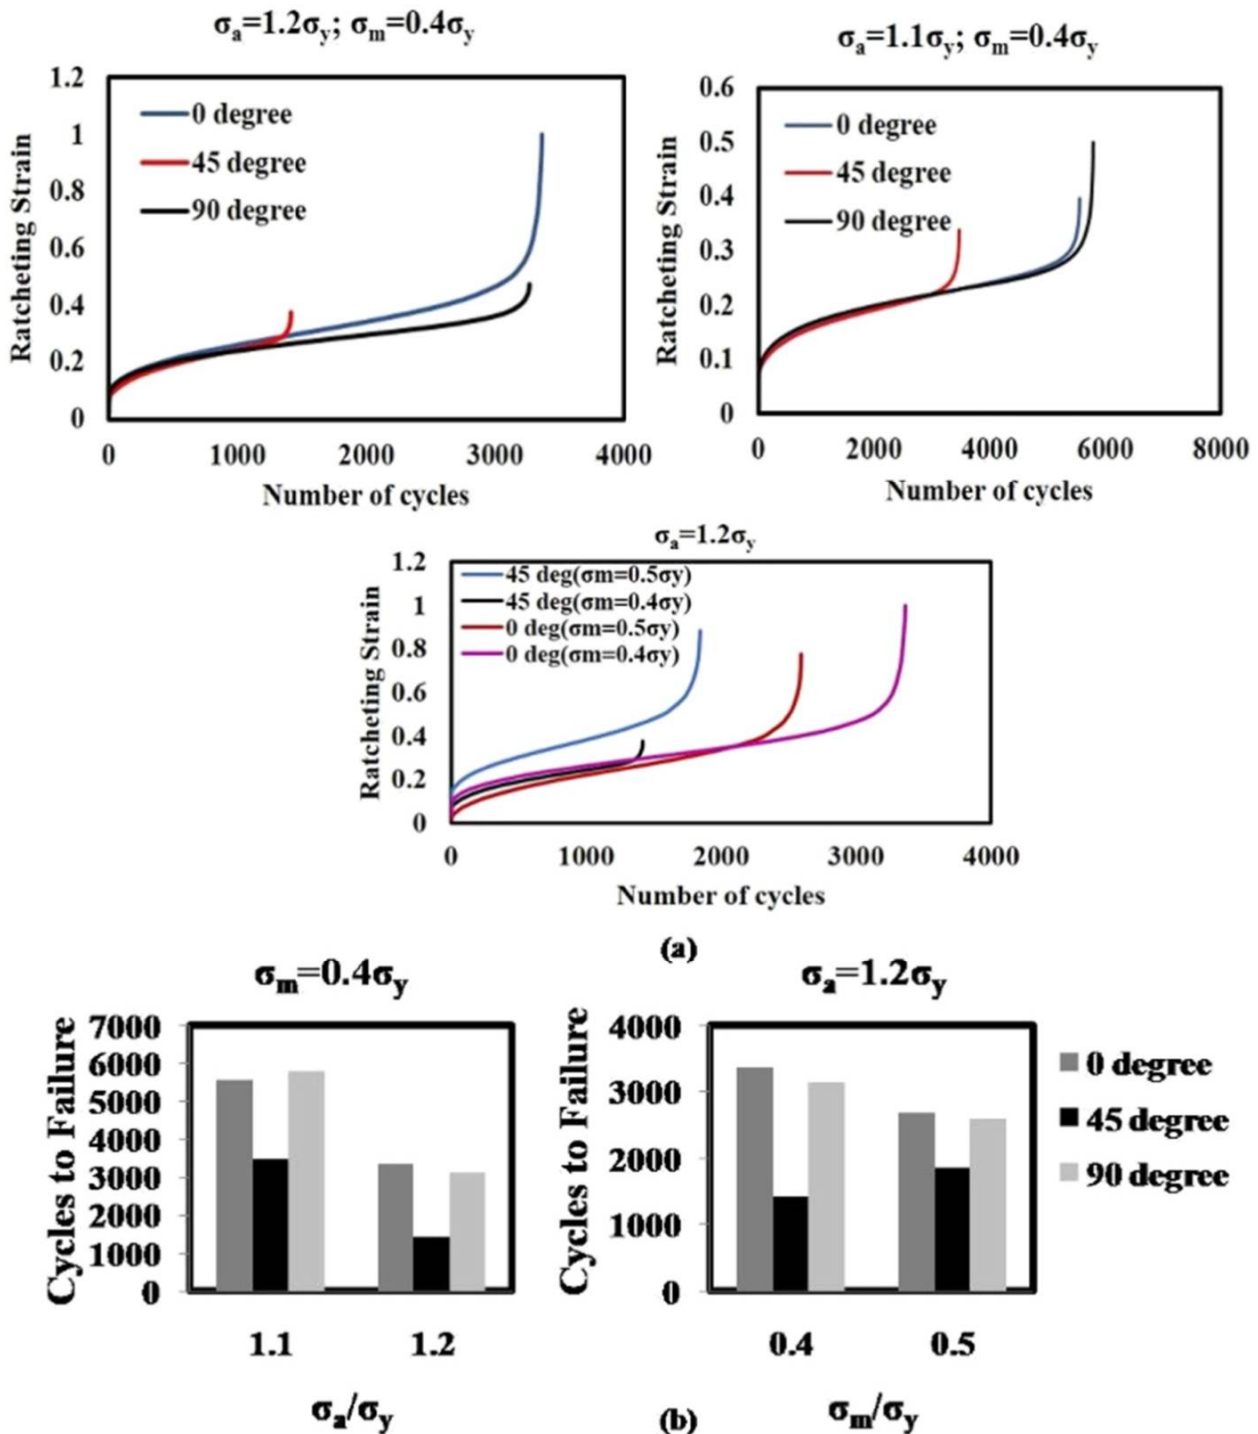 σa=1.2σy; σm=0.4σy
1.2
1
0.8
0.6
0.4
0.2
0
0 degree
45 degree
90 degree
Ratcheting Strain
0 1000 2000 3000 4000
Number of cycles
σa=1.1σy; σm=0.4σy
0.6
0.5
0.4
0.3
0.2
0.1
0
0 degree
45 degree
90 degree
Ratcheting Strain
0 2000 4000 6000 8000
Number of cycles
σa=1.2σy
1.2
1
0.8
0.6
0.4
0.2
0
45 deg(σm=0.5σy)
45 deg(σm=0.4σy)
0 deg(σm=0.5σy)
0 deg(σm=0.4σy)
Ratcheting Strain
0 1000 2000 3000 4000
Number of cycles
(a)
σm=0.4σy
7000
6000
5000
4000
3000
2000
1000
0
Cycles to Failure
1.1 1.2
σa/σy
σa=1.2σy
4000
3000
2000
1000
0
Cycles to Failure
0.4 0.5
σm/σy
0 degree
45 degree
90 degree
(b)